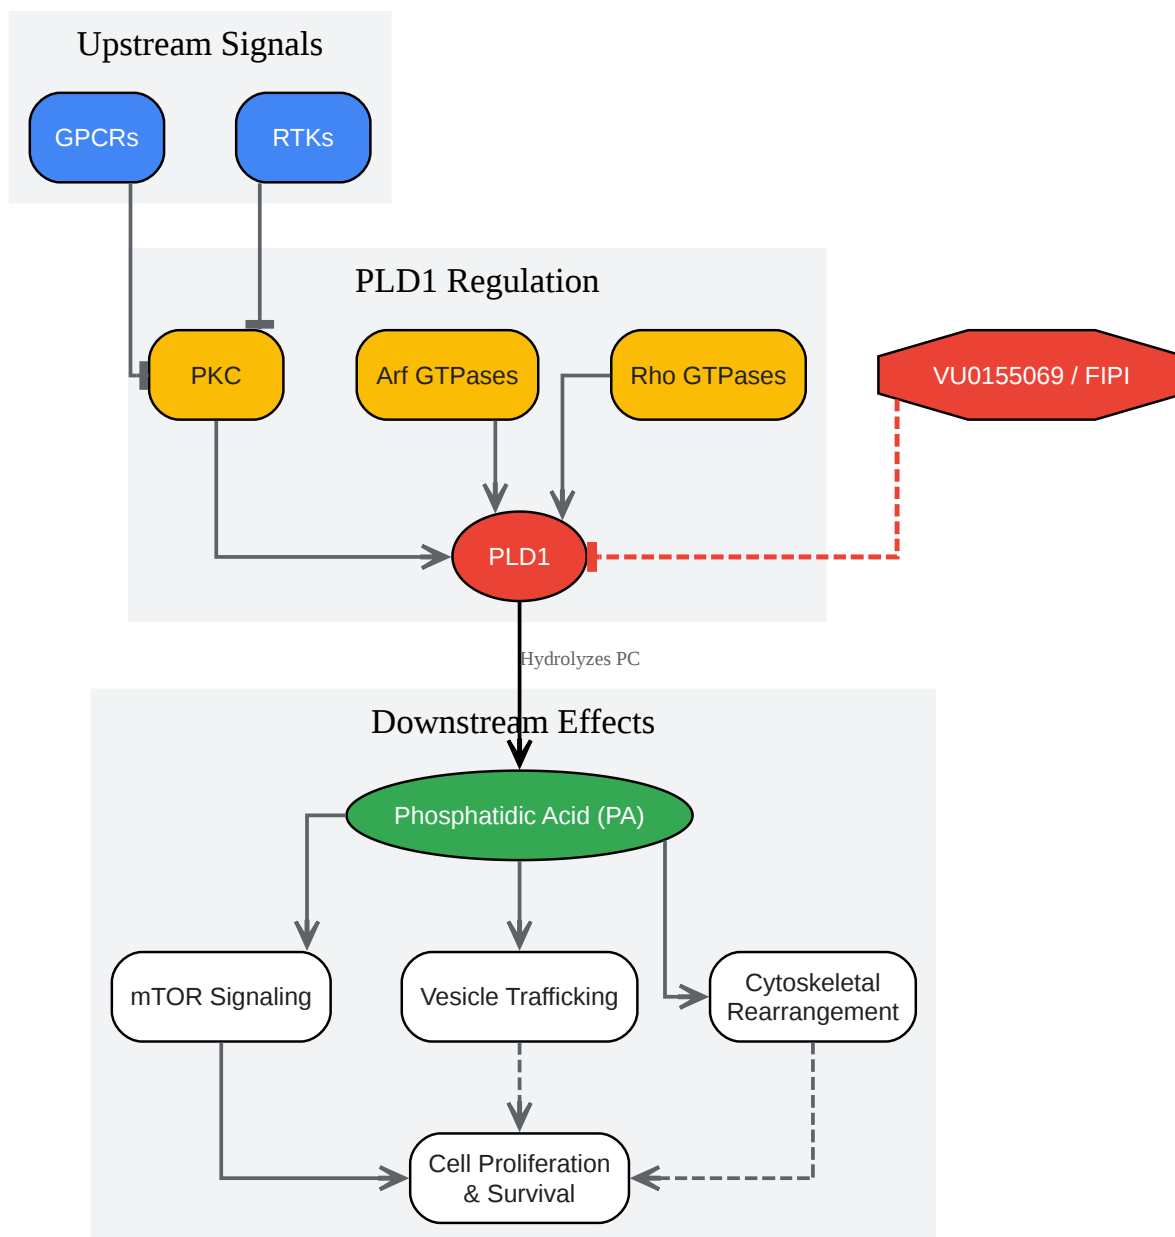 Upstream Signals
GPCRs
RTKs
PLD1 Regulation
PKC
Arf GTPases
Rho GTPases
VU0155069 / FIPI
PLD1
Hydrolyzes PC
Downstream Effects
Phosphatidic Acid (PA)
mTOR Signaling
Vesicle Trafficking
Cytoskeletal
Rearrangement
Cell Proliferation
& Survival